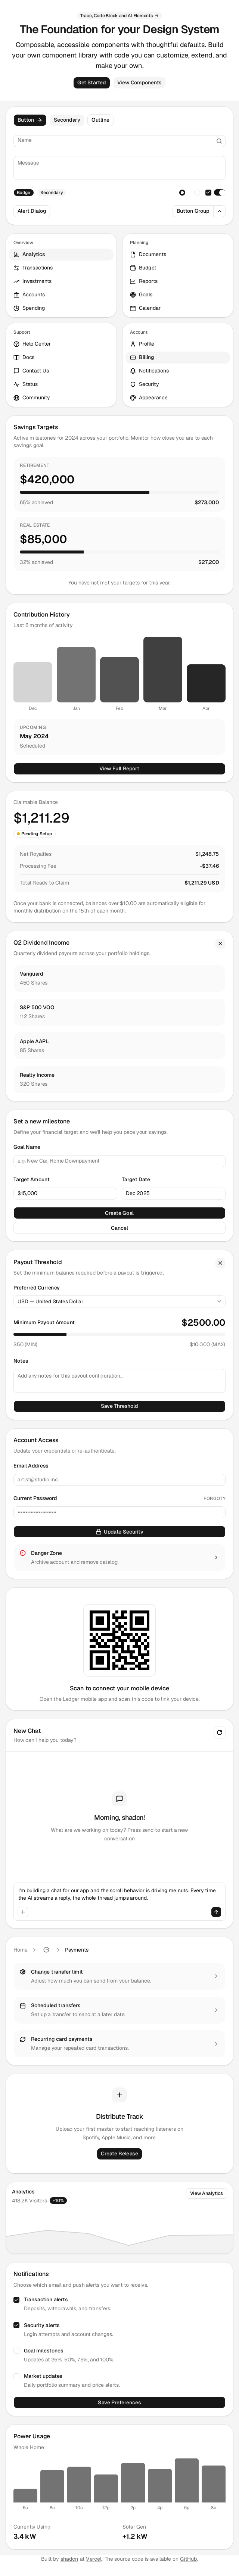 Trace, Code Block and AI Elements →
The Foundation for your Design System
Composable, accessible components with thoughtful defaults. Build
your own component library with code you can customize, extend, and
make your own.
Get Started View Components
Button → Secondary Outline
Name
Message
Badge Secondary
Alert Dialog Button Group
Overview
Analytics
Transactions
Investments
Accounts
Spending
Planning
Documents
Budget
Reports
Goals
Calendar
Support
Help Center
Docs
Contact Us
Status
Community
Account
Profile
Billing
Notifications
Security
Appearance
Savings Targets
Active milestones for 2024 across your portfolio. Monitor how close you are to each
savings goal.
RETIREMENT
$420,000
65% achieved $273,000
REAL ESTATE
$85,000
32% achieved $27,200
You have not met your targets for this year.
Contribution History
Last 6 months of activity
Dec Jan Feb Mar Apr
UPCOMING
May 2024
Scheduled
View Full Report
Claimable Balance
$1,211.29
Pending Setup
Net Royalties $1,248.75
Processing Fee -$37.46
Total Ready to Claim $1,211.29 USD
Once your bank is connected, balances over $10.00 are automatically eligible for
monthly distribution on the 15th of each month.
Q2 Dividend Income
Quarterly dividend payouts across your portfolio holdings.
Vanguard
450 Shares
S&P 500 VOO
112 Shares
Apple AAPL
85 Shares
Realty Income
320 Shares
Set a new milestone
Define your financial target and we'll help you pace your savings.
Goal Name
e.g. New Car, Home Downpayment
Target Amount Target Date
$15,000 Dec 2025
Create Goal
Cancel
Payout Threshold
Set the minimum balance required before a payout is triggered.
Preferred Currency
USD — United States Dollar
Minimum Payout Amount $2500.00
$50 (MIN) $10,000 (MAX)
Notes
Add any notes for this payout configuration...
Save Threshold
Account Access
Update your credentials or re-authenticate.
Email Address
artist@studio.inc
Current Password FORGOT?
Update Security
Danger Zone
Archive account and remove catalog
Scan to connect your mobile device
Open the Ledger mobile app and scan this code to link your device.
New Chat
How can I help you today?
Morning, shadcn!
What are we working on today? Press send to start a new
conversation
I'm building a chat for our app and the scroll behavior is driving me nuts. Every time
the AI streams a reply, the whole thread jumps around.
Home > > Payments
Change transfer limit
Adjust how much you can send from your balance.
Scheduled transfers
Set up a transfer to send at a later date.
Recurring card payments
Manage your repeated card transactions.
Distribute Track
Upload your first master to start reaching listeners on
Spotify, Apple Music, and more.
Create Release
Analytics
418.2K Visitors +10% View Analytics
Notifications
Choose which email and push alerts you want to receive.
Transaction alerts
Deposits, withdrawals, and transfers.
Security alerts
Login attempts and account changes.
Goal milestones
Updates at 25%, 50%, 75%, and 100%.
Market updates
Daily portfolio summary and price alerts.
Save Preferences
Power Usage
Whole Home
6a 9a 11a 12p 2p 4p 6p 8p
Currently Using Solar Gen
3.4 kW +1.2 kW
Built by shadcn at Vercel. The source code is available on GitHub.